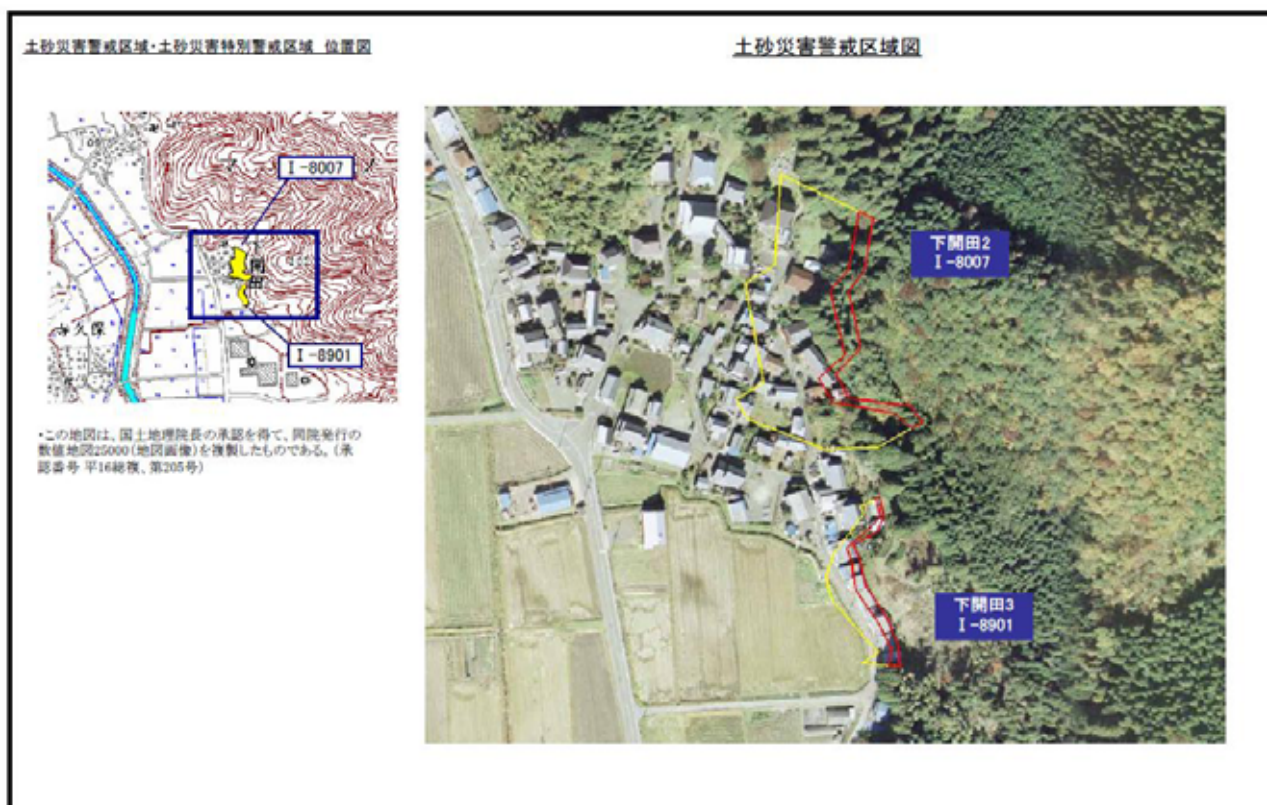 土砂災害警戒区域・土砂災害特別警戒区域 位置図
土砂災害警戒区域図
Ⅰ-8007
Ⅰ-8901
・この地図は、国土地理院長の承認を得て、同院発行の
数値地図25000(地図画像)を複製したものである。(承
認番号 平16総複、第205号)
下開田2
Ⅰ-8007
下開田3
Ⅰ-8901